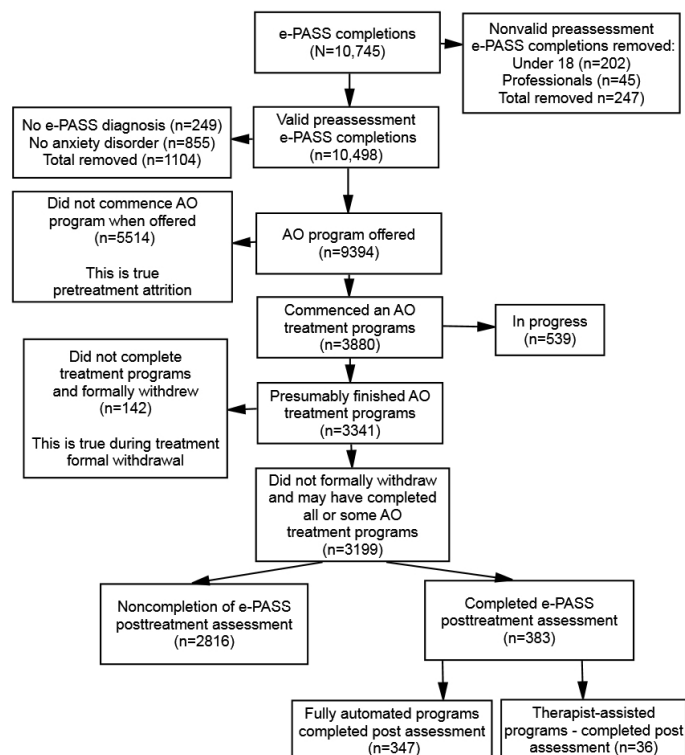 e-PASS completions
(N=10,745)
Nonvalid preassessment
e-PASS completions removed:
Under 18 (n=202)
Professionals (n=45)
Total removed n=247)
No e-PASS diagnosis (n=249)
No anxiety disorder (n=855)
Total removed (n=1104)
Valid preassessment
e-PASS completions
(n=10,498)
Did not commence AO
program when offered
(n=5514)
This is true
pretreatment attrition
AO program offered
(n=9394)
Commenced an AO
treatment programs
(n=3880)
In progress
(n=539)
Did not complete
treatment programs
and formally withdrew
(n=142)
This is true during treatment
formal withdrawal
Presumably finished AO
treatment programs
(n=3341)
Did not formally withdraw
and may have completed
all or some AO
treatment programs
(n=3199)
Noncompletion of e-PASS
posttreatment assessment
(n=2816)
Completed e-PASS
posttreatment assessment
(n=383)
Fully automated programs
completed post assessment
(n=347)
Therapist-assisted
programs - completed post
assessment (n=36)